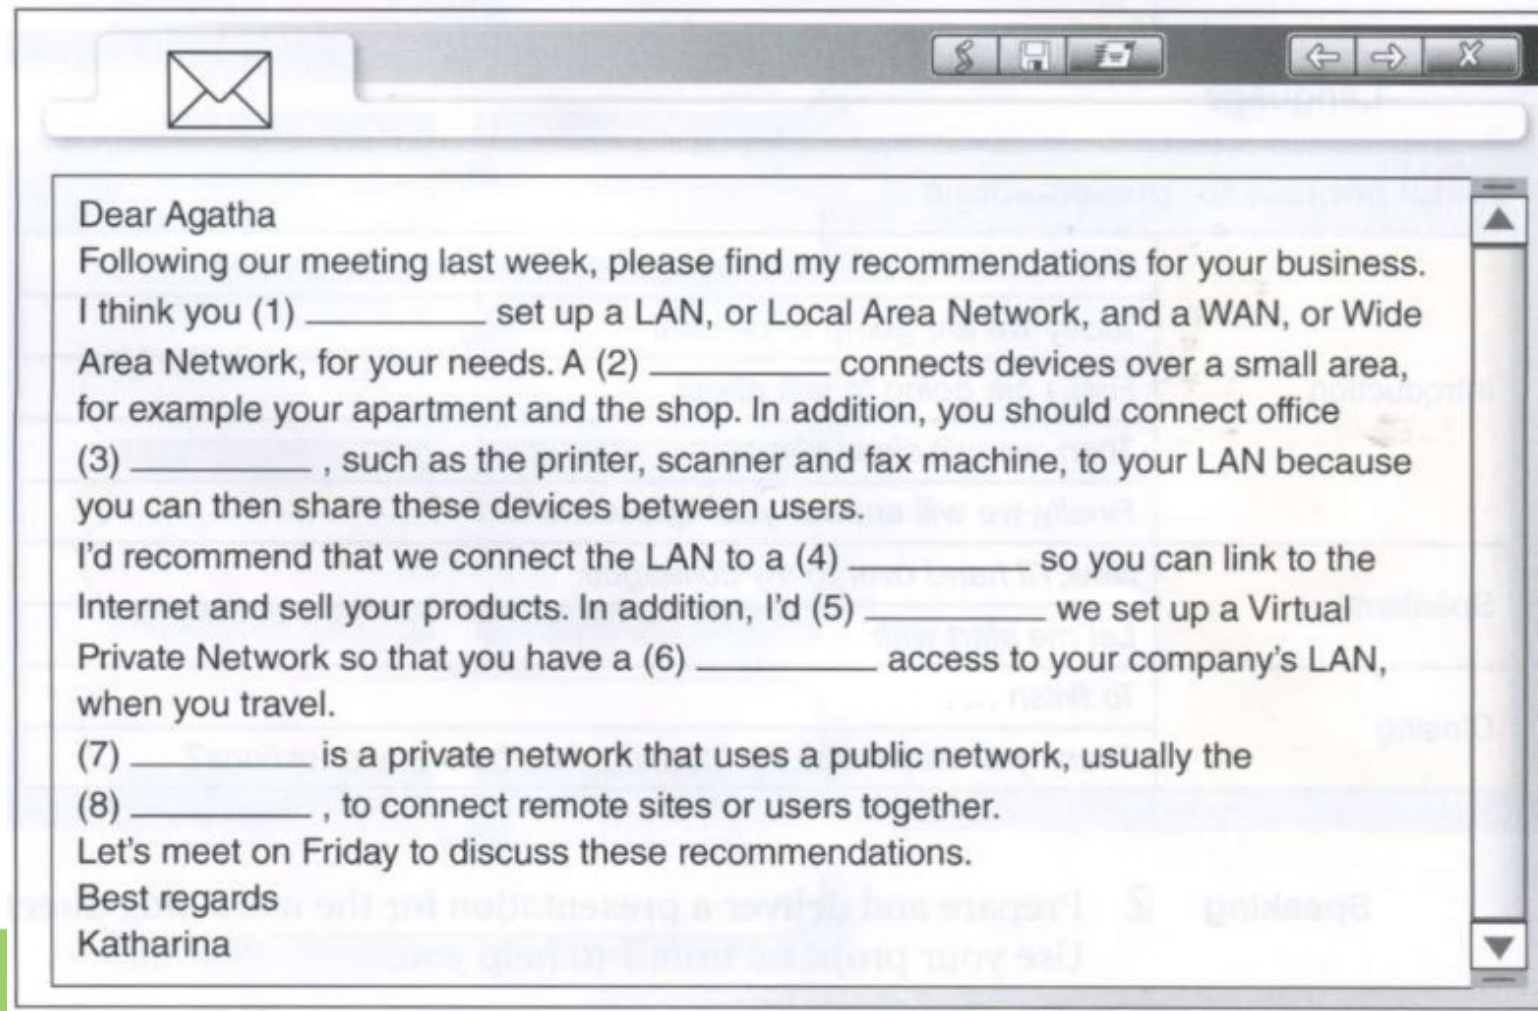 Dear Agatha
Following our meeting last week, please find my recommendations for your business.
I think you (1) __________ set up a LAN, or Local Area Network, and a WAN, or Wide
Area Network, for your needs. A (2) __________ connects devices over a small area,
for example your apartment and the shop. In addition, you should connect office
(3) __________ , such as the printer, scanner and fax machine, to your LAN because
you can then share these devices between users.
I'd recommend that we connect the LAN to a (4) __________ so you can link to the
Internet and sell your products. In addition, I'd (5) __________ we set up a Virtual
Private Network so that you have a (6) __________ access to your company's LAN,
when you travel.
(7) __________ is a private network that uses a public network, usually the
(8) __________ , to connect remote sites or users together.
Let's meet on Friday to discuss these recommendations.
Best regards
Katharina